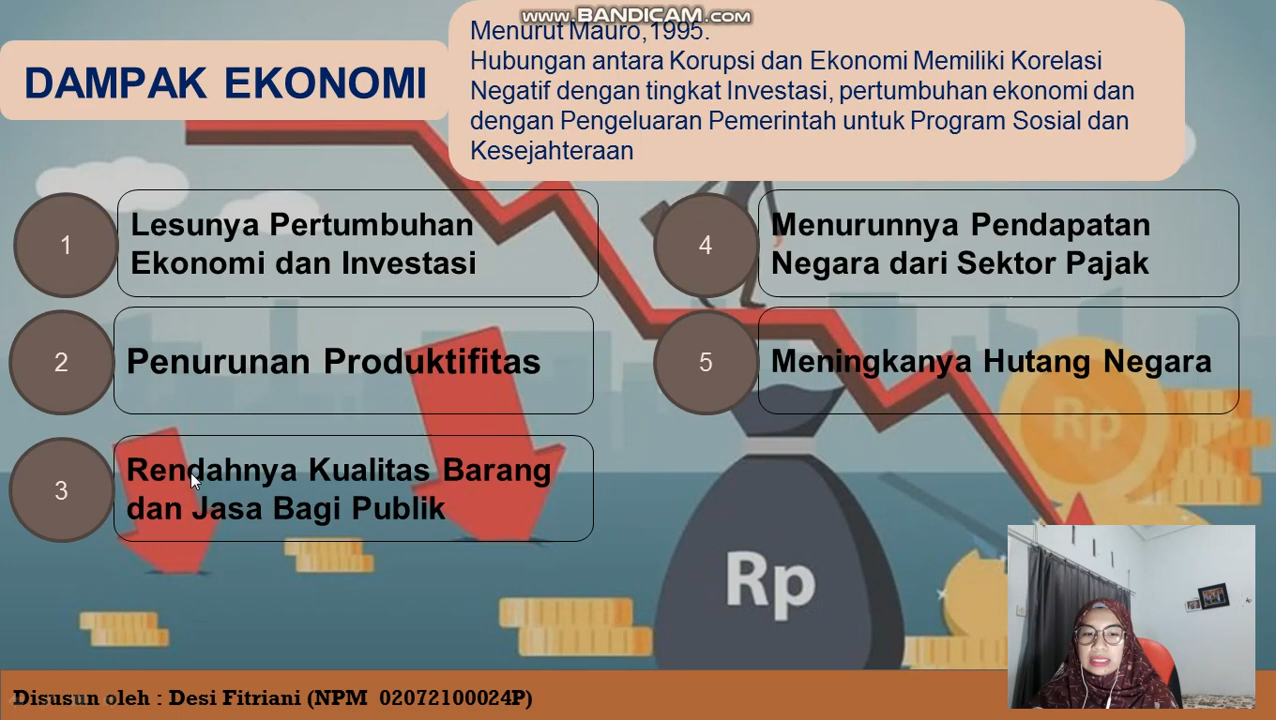 www.BANDICAM.com
Menurut Mauro,1995.
Hubungan antara Korupsi dan Ekonomi Memiliki Korelasi
Negatif dengan tingkat Investasi, pertumbuhan ekonomi dan
dengan Pengeluaran Pemerintah untuk Program Sosial dan
Kesejahteraan
DAMPAK EKONOMI
1
Lesunya Pertumbuhan
Ekonomi dan Investasi
2
Penurunan Produktifitas
3
Rendahnya Kualitas Barang
dan Jasa Bagi Publik
4
Menurunnya Pendapatan
Negara dari Sektor Pajak
5
Meningkanya Hutang Negara
Rp
Rp
Disusun oleh : Desi Fitriani (NPM 02072100024P)